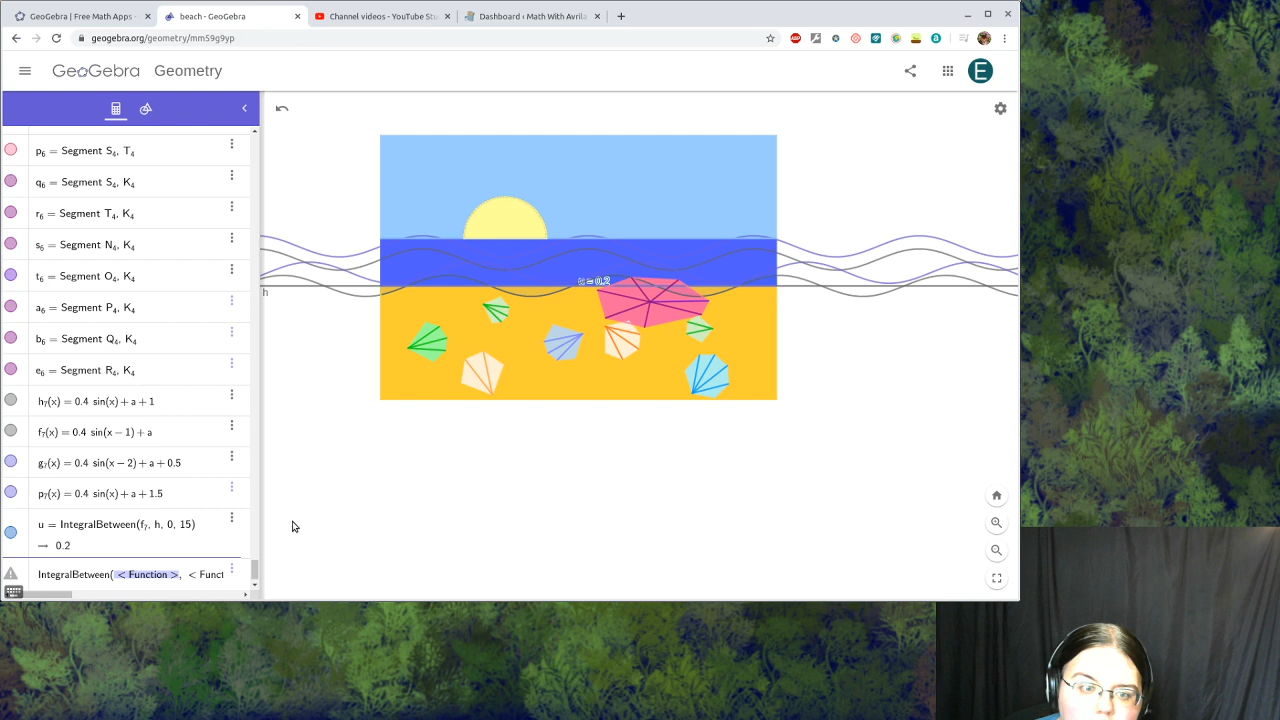 GeoGebra | Free Math Apps -
beach - GeoGebra
Channel videos - YouTube Stu
Dashboard ‹ Math With Avrila
geogebra.org/geometry/mm59g9yp
GeoGebra Geometry
E
p₆ = Segment S₄, T₄
q₆ = Segment S₄, K₄
r₆ = Segment T₄, K₄
s₆ = Segment N₄, K₄
t₆ = Segment O₄, K₄
a₆ = Segment P₄, K₄
b₆ = Segment Q₄, K₄
e₆ = Segment R₄, K₄
h₇(x) = 0.4 sin(x) + a + 1
f₇(x) = 0.4 sin(x − 1) + a
g₇(x) = 0.4 sin(x − 2) + a + 0.5
p₇(x) = 0.4 sin(x) + a + 1.5
u = IntegralBetween(f₇, h, 0, 15)
→ 0.2
IntegralBetween( < Function >, < Funct
h